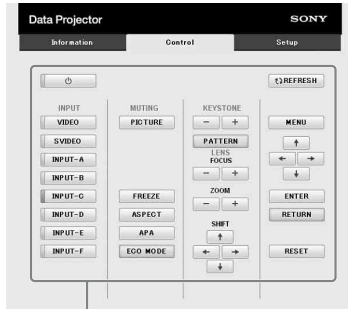 Data Projector
SONY
Information
Control
Setup
REFRESH
INPUT
MUTING
KEYSTONE
VIDEO
PICTURE
− +
MENU
SVIDEO
PATTERN
INPUT-A
LENS
FOCUS
INPUT-B
− +
INPUT-C
FREEZE
ZOOM
ENTER
INPUT-D
ASPECT
− +
RETURN
INPUT-E
APA
SHIFT
INPUT-F
ECO MODE
RESET